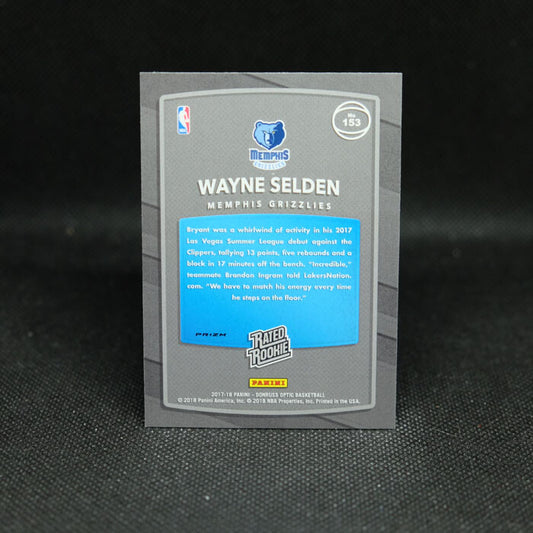 NBA
No
153
MEMPHIS
GRIZZLIES
WAYNE SELDEN
MEMPHIS GRIZZLIES
Bryant was a whirlwind of activity in his 2017
Las Vegas Summer League debut against the
Clippers, tallying 13 points, five rebounds and a
block in 17 minutes off the bench. "Incredible,"
teammate Brandon Ingram told LakersNation.
com. "We have to match his energy every time
he steps on the floor."
PRIZM
RATED
ROOKIE
PANINI
2017-18 PANINI - DONRUSS OPTIC BASKETBALL
© 2018 Panini America, Inc. © 2018 NBA Properties, Inc. Printed in the USA.